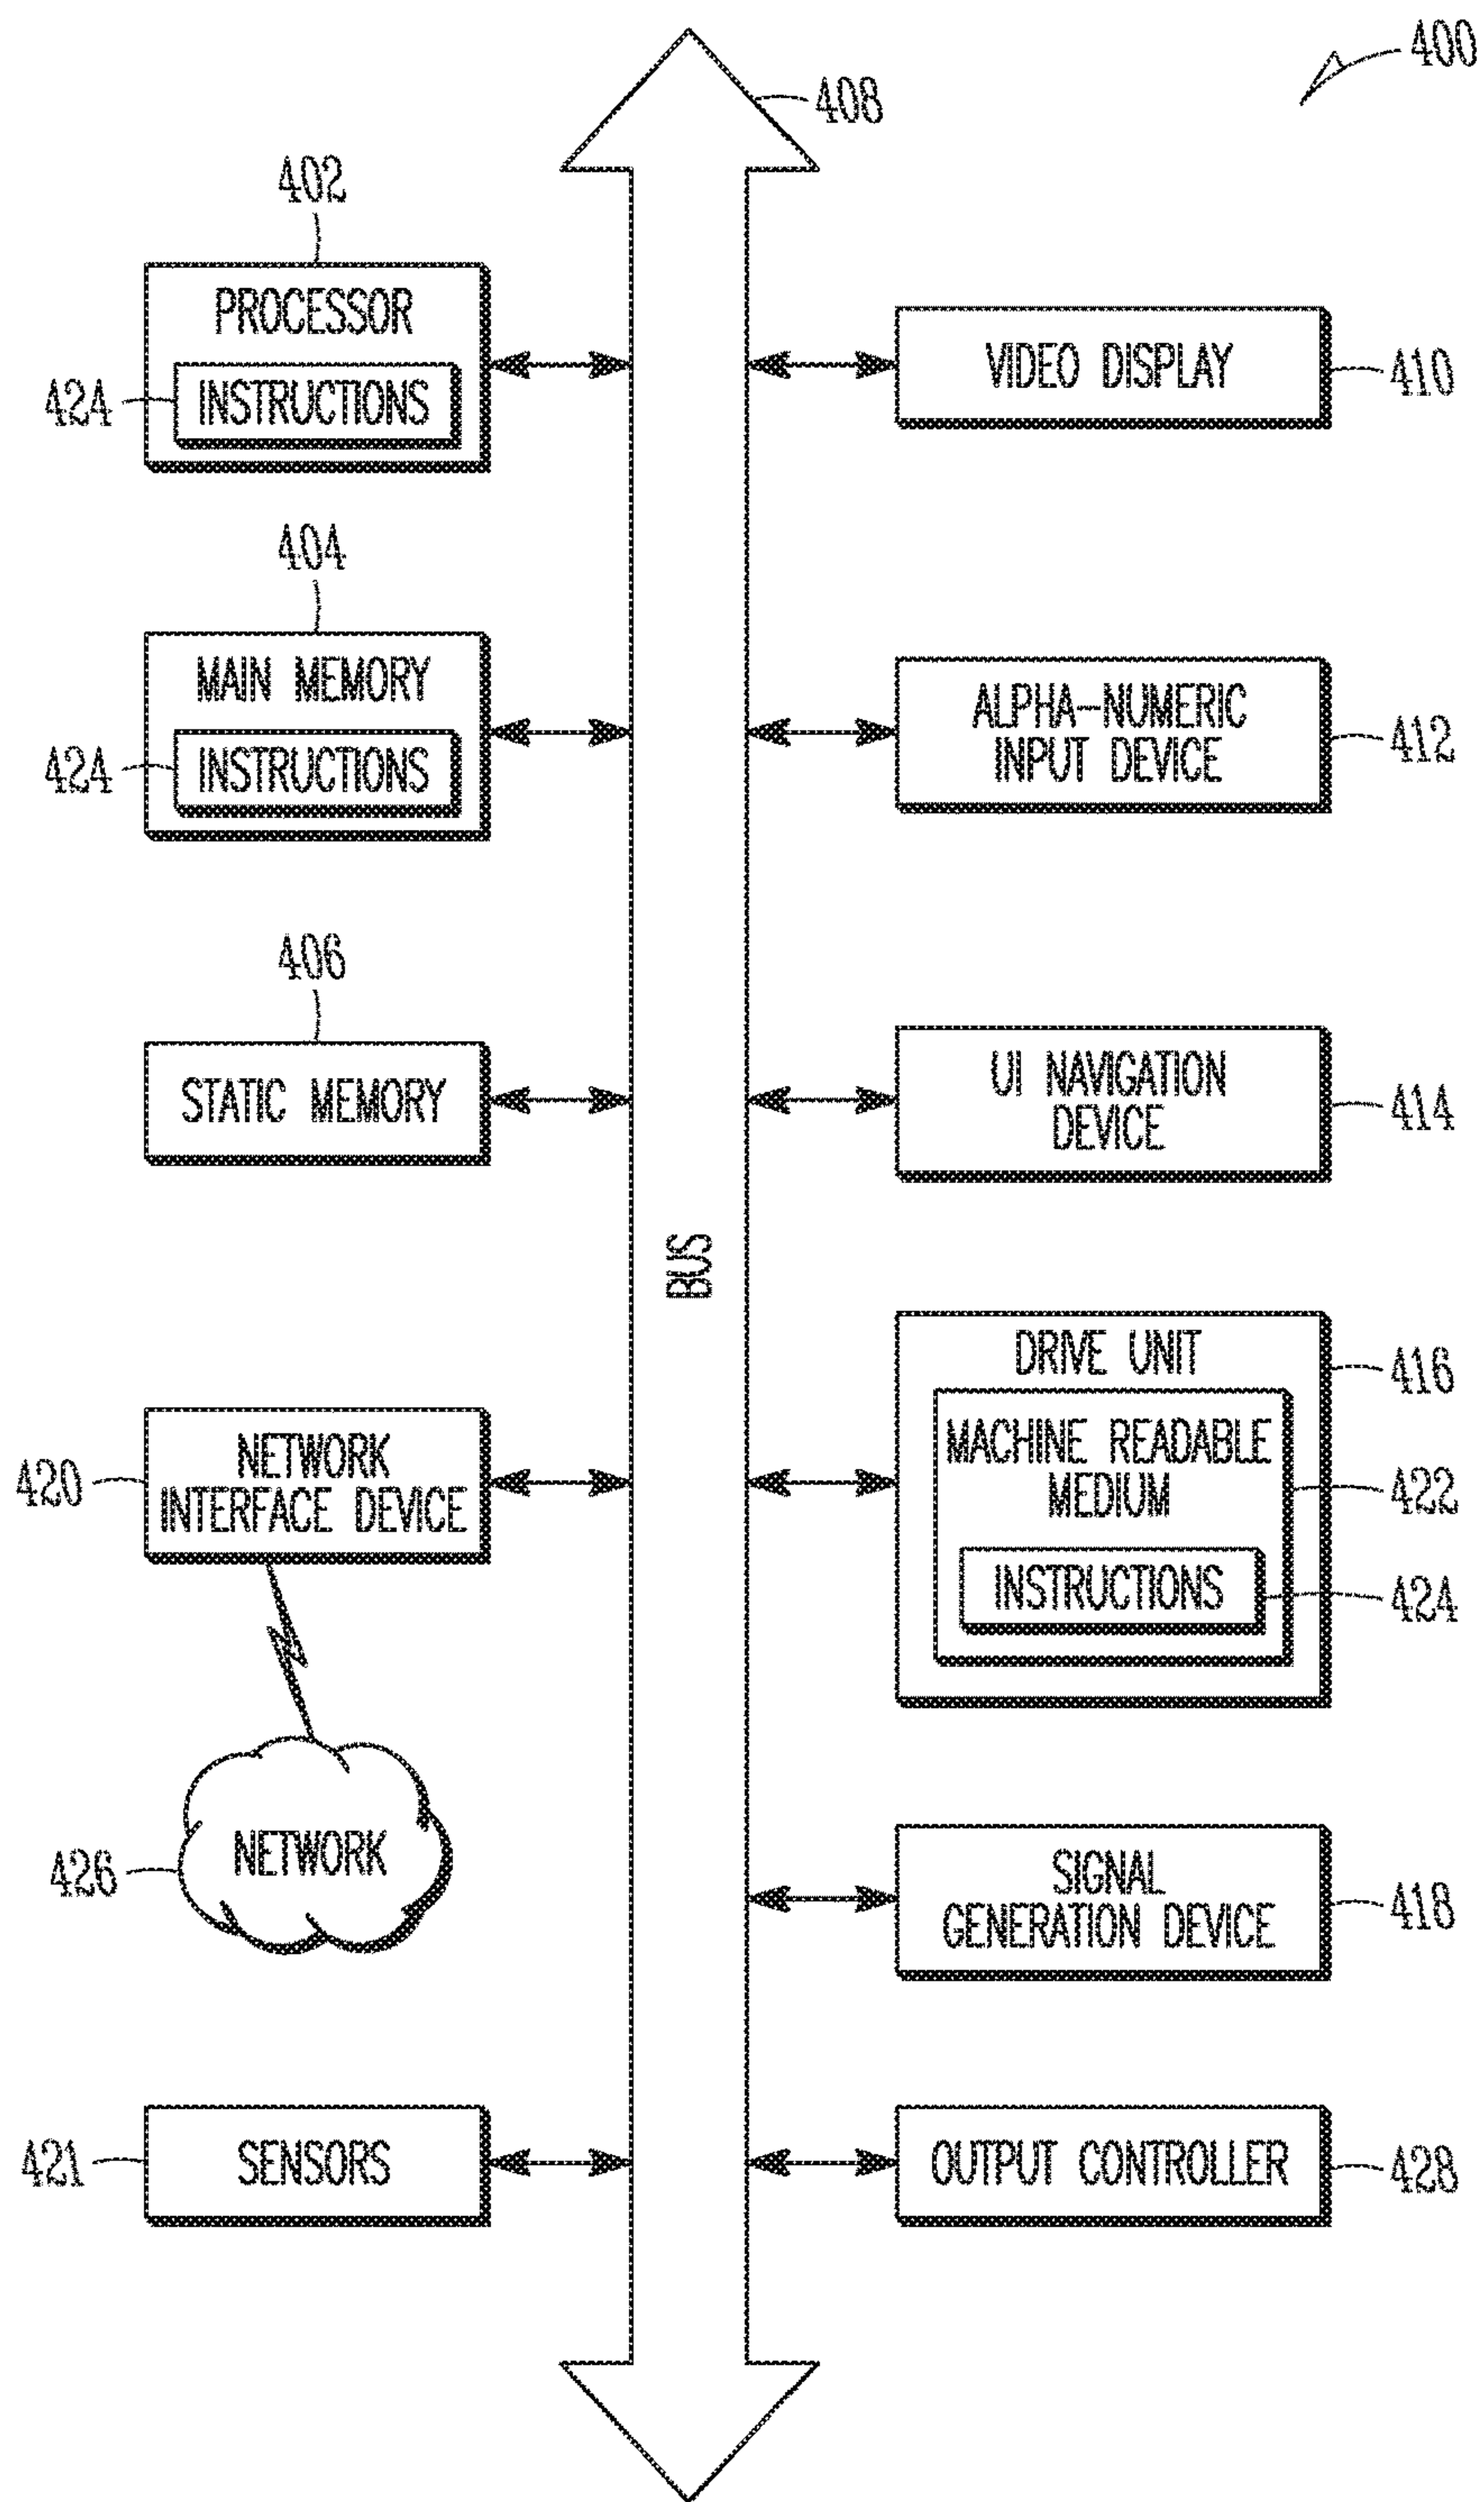 400
408
402
PROCESSOR
424
INSTRUCTIONS
VIDEO DISPLAY
410
404
MAIN MEMORY
424
INSTRUCTIONS
ALPHA-NUMERIC
INPUT DEVICE
412
406
STATIC MEMORY
UI NAVIGATION
DEVICE
414
BUS
DRIVE UNIT
416
MACHINE READABLE
MEDIUM
422
INSTRUCTIONS
424
420
NETWORK
INTERFACE DEVICE
426
NETWORK
SIGNAL
GENERATION DEVICE
418
421
SENSORS
OUTPUT CONTROLLER
428